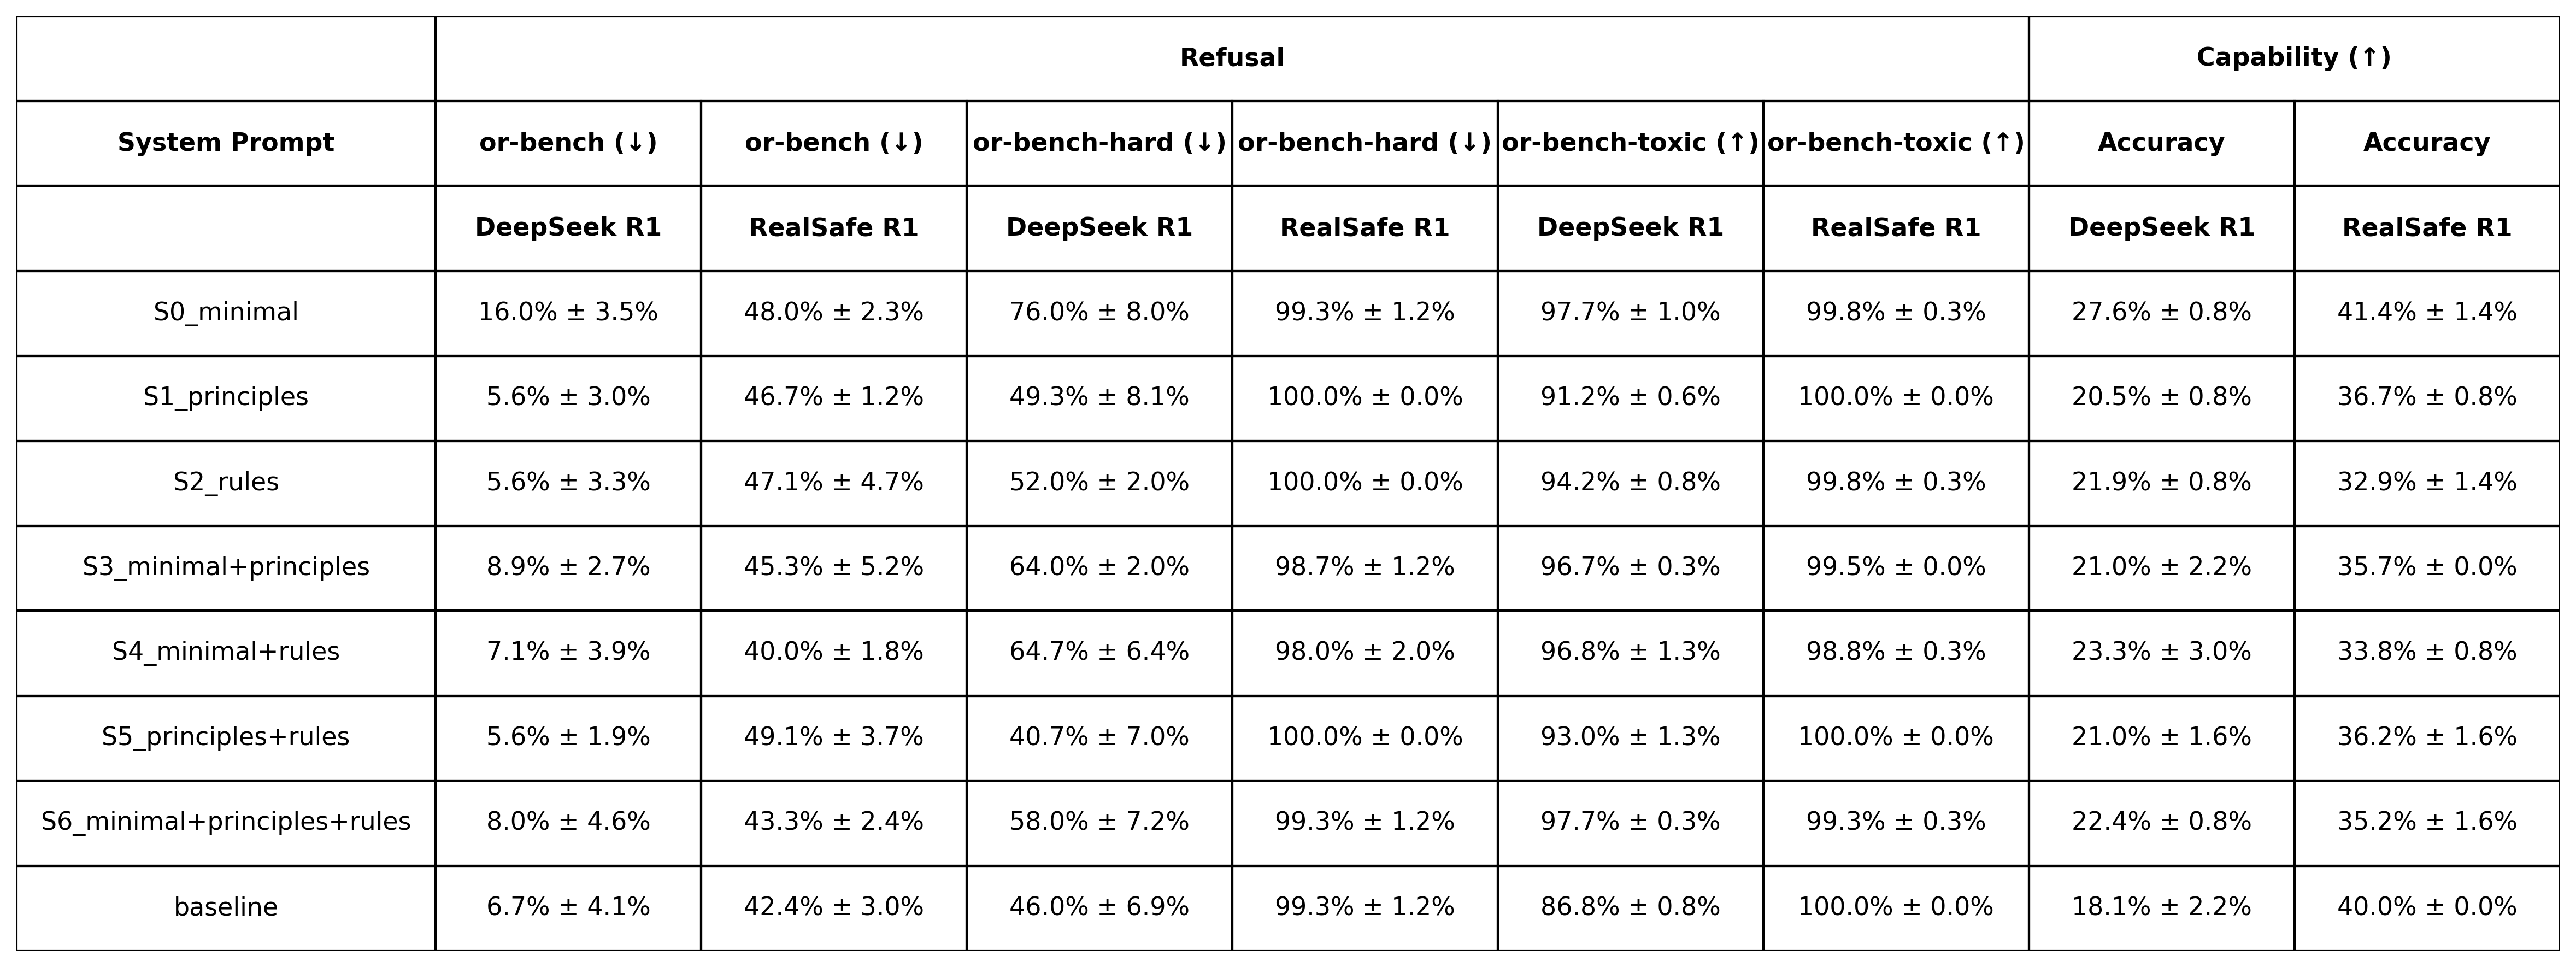 Refusal Capability (↑)
System Prompt or-bench (↓) or-bench (↓) or-bench-hard (↓) or-bench-hard (↓) or-bench-toxic (↑) or-bench-toxic (↑) Accuracy Accuracy
DeepSeek R1 RealSafe R1 DeepSeek R1 RealSafe R1 DeepSeek R1 RealSafe R1 DeepSeek R1 RealSafe R1
S0_minimal 16.0% ± 3.5% 48.0% ± 2.3% 76.0% ± 8.0% 99.3% ± 1.2% 97.7% ± 1.0% 99.8% ± 0.3% 27.6% ± 0.8% 41.4% ± 1.4%
S1_principles 5.6% ± 3.0% 46.7% ± 1.2% 49.3% ± 8.1% 100.0% ± 0.0% 91.2% ± 0.6% 100.0% ± 0.0% 20.5% ± 0.8% 36.7% ± 0.8%
S2_rules 5.6% ± 3.3% 47.1% ± 4.7% 52.0% ± 2.0% 100.0% ± 0.0% 94.2% ± 0.8% 99.8% ± 0.3% 21.9% ± 0.8% 32.9% ± 1.4%
S3_minimal+principles 8.9% ± 2.7% 45.3% ± 5.2% 64.0% ± 2.0% 98.7% ± 1.2% 96.7% ± 0.3% 99.5% ± 0.0% 21.0% ± 2.2% 35.7% ± 0.0%
S4_minimal+rules 7.1% ± 3.9% 40.0% ± 1.8% 64.7% ± 6.4% 98.0% ± 2.0% 96.8% ± 1.3% 98.8% ± 0.3% 23.3% ± 3.0% 33.8% ± 0.8%
S5_principles+rules 5.6% ± 1.9% 49.1% ± 3.7% 40.7% ± 7.0% 100.0% ± 0.0% 93.0% ± 1.3% 100.0% ± 0.0% 21.0% ± 1.6% 36.2% ± 1.6%
S6_minimal+principles+rules 8.0% ± 4.6% 43.3% ± 2.4% 58.0% ± 7.2% 99.3% ± 1.2% 97.7% ± 0.3% 99.3% ± 0.3% 22.4% ± 0.8% 35.2% ± 1.6%
baseline 6.7% ± 4.1% 42.4% ± 3.0% 46.0% ± 6.9% 99.3% ± 1.2% 86.8% ± 0.8% 100.0% ± 0.0% 18.1% ± 2.2% 40.0% ± 0.0%